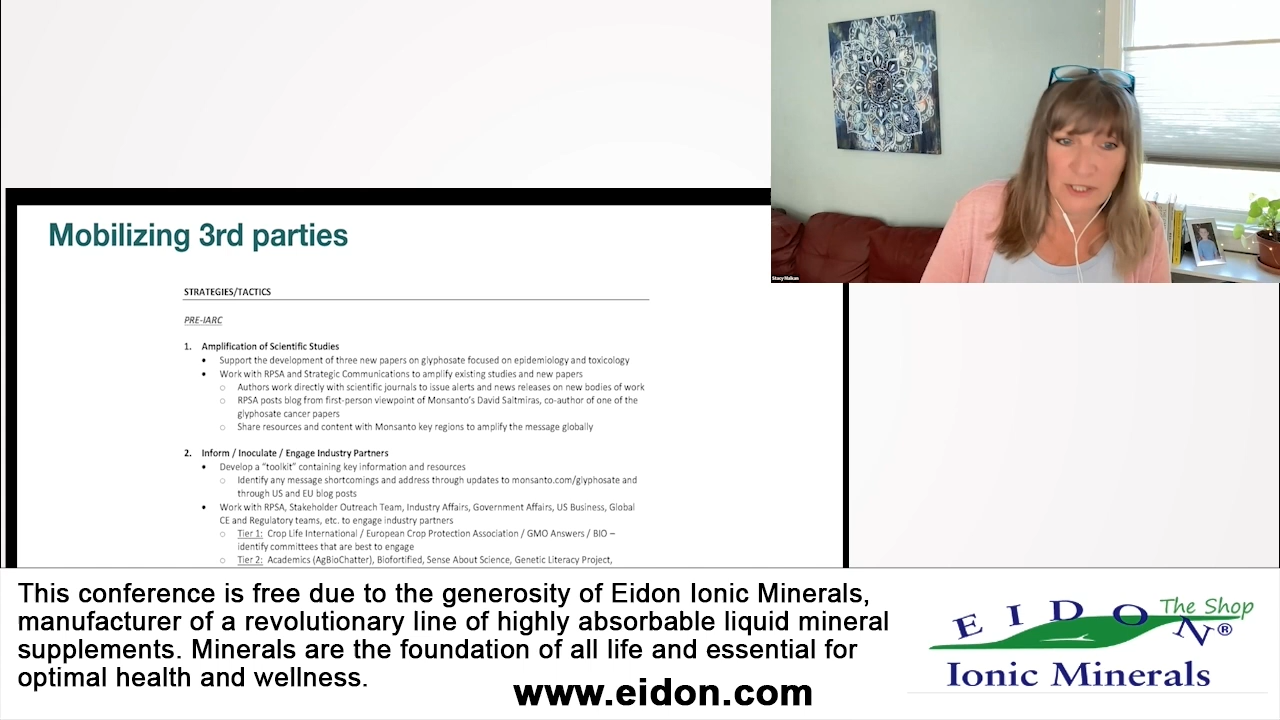 Stacy Malkan
Mobilizing 3rd parties
STRATEGIES/TACTICS
PRE-IARC
1. Amplification of Scientific Studies
• Support the development of three new papers on glyphosate focused on epidemiology and toxicology
• Work with RPSA and Strategic Communications to amplify existing studies and new papers
○ Authors work directly with scientific journals to issue alerts and news releases on new bodies of work
○ RPSA posts blog from first-person viewpoint of Monsanto's David Saltmiras, co-author of one of the
glyphosate cancer papers
○ Share resources and content with Monsanto key regions to amplify the message globally
2. Inform / Inoculate / Engage Industry Partners
• Develop a "toolkit" containing key information and resources
○ Identify any message shortcomings and address through updates to monsanto.com/glyphosate and
through US and EU blog posts
• Work with RPSA, Stakeholder Outreach Team, Industry Affairs, Government Affairs, US Business, Global
CE and Regulatory teams, etc. to engage industry partners
○ Tier 1: Crop Life International / European Crop Protection Association / GMO Answers / BIO –
identify committees that are best to engage
○ Tier 2: Academics (AgBioChatter), Biofortified, Sense About Science, Genetic Literacy Project,
This conference is free due to the generosity of Eidon Ionic Minerals,
manufacturer of a revolutionary line of highly absorbable liquid mineral
supplements. Minerals are the foundation of all life and essential for
optimal health and wellness.
www.eidon.com
EIDON® The Shop
Ionic Minerals